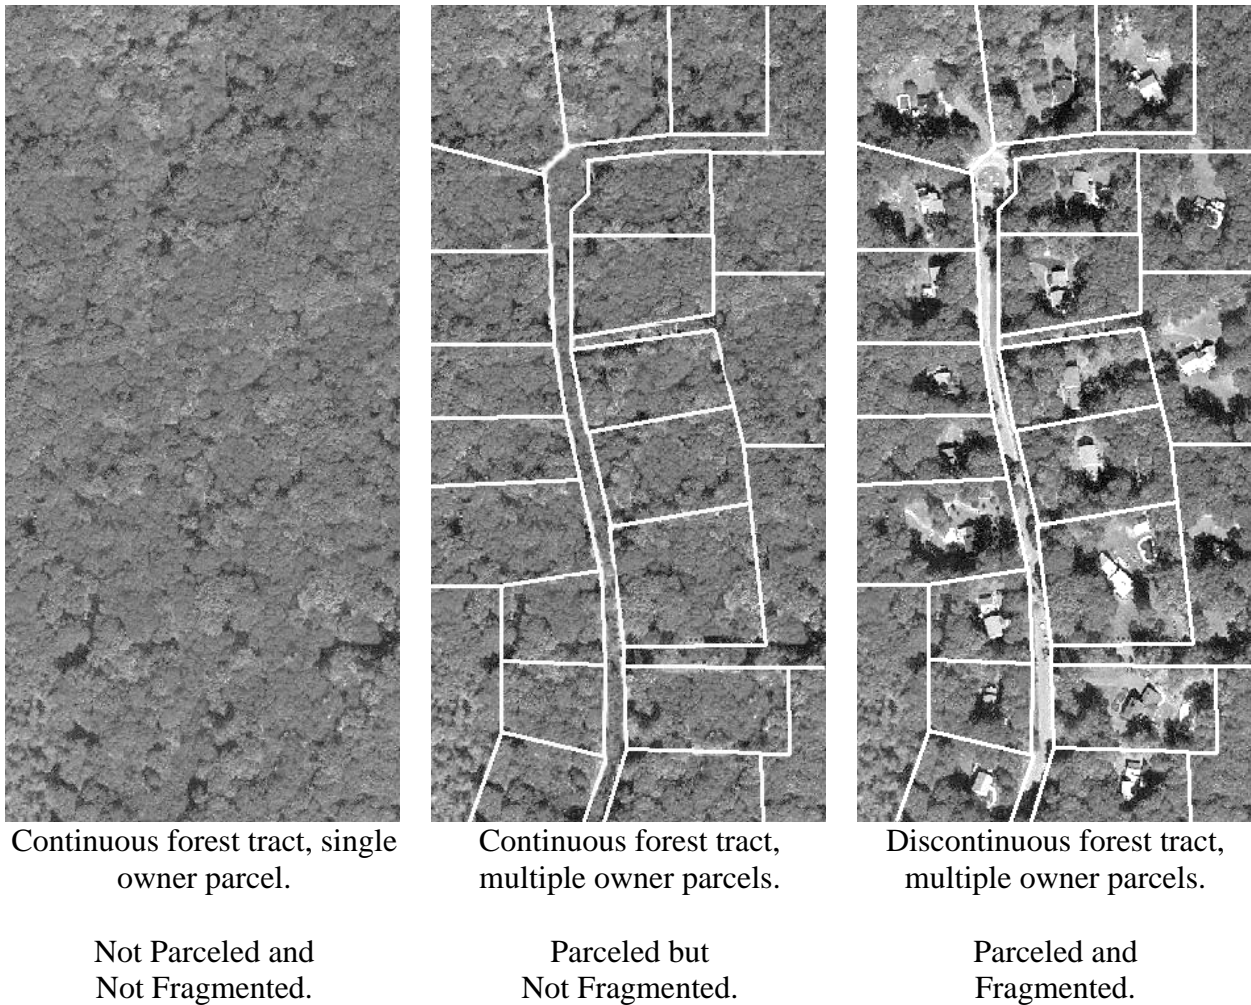 Continuous forest tract, single
owner parcel.
Not Parceled and
Not Fragmented.
Continuous forest tract,
multiple owner parcels.
Parceled but
Not Fragmented.
Discontinuous forest tract,
multiple owner parcels.
Parceled and
Fragmented.